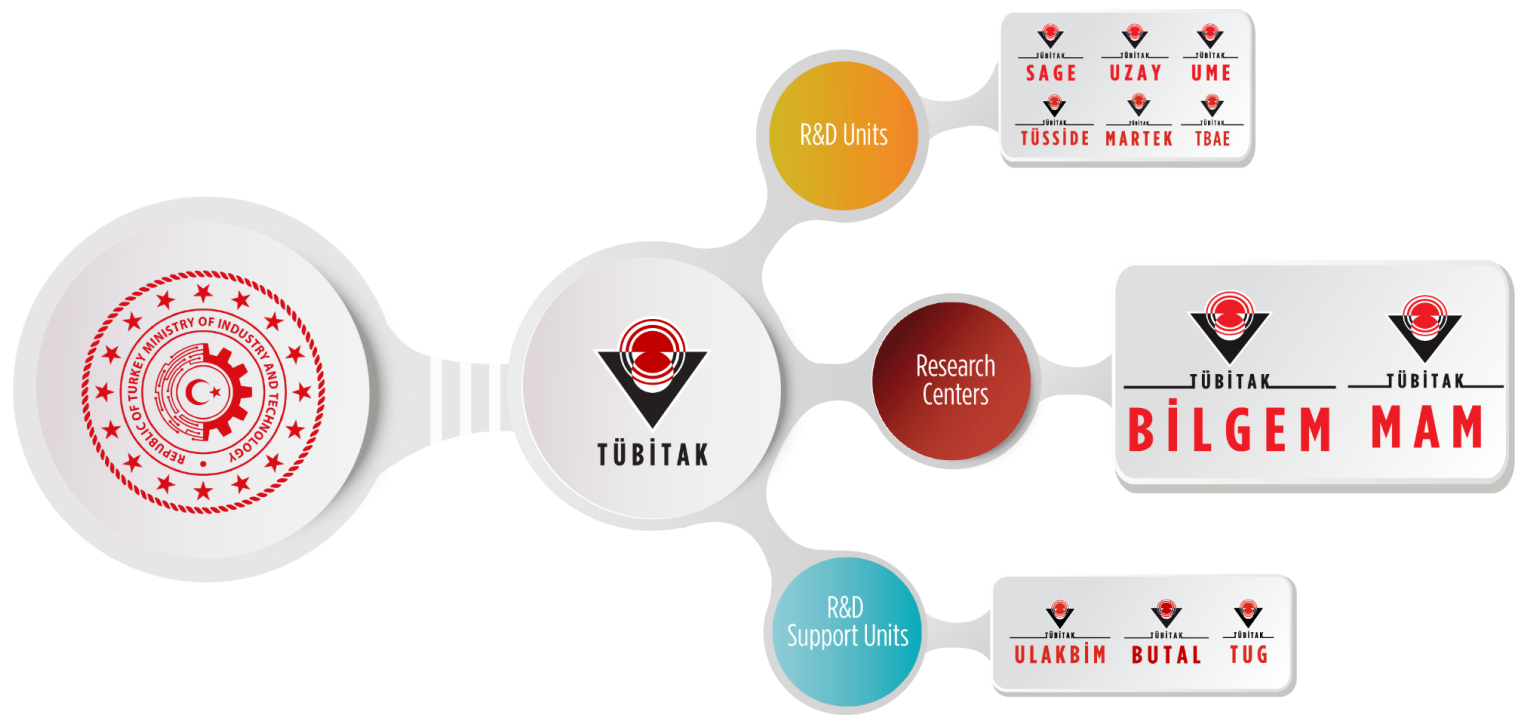 REPUBLIC OF TURKEY MINISTRY OF INDUSTRY AND TECHNOLOGY
TÜBİTAK
R&D Units
TÜBİTAK
SAGE
TÜBİTAK
UZAY
TÜBİTAK
UME
TÜBİTAK
TÜSSİDE
TÜBİTAK
MARTEK
TÜBİTAK
TBAE
Research
Centers
TÜBİTAK
BİLGEM
TÜBİTAK
MAM
R&D
Support Units
TÜBİTAK
ULAKBİM
TÜBİTAK
BUTAL
TÜBİTAK
TUG